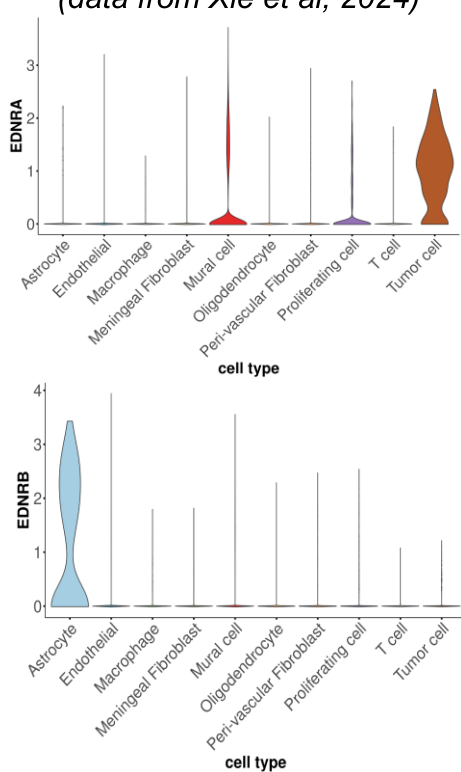 (data from Xie et al, 2024)
EDNRA
3
2
1
0
Astrocyte
Endothelial
Macrophage
Meningeal Fibroblast
Mural cell
Oligodendrocyte
Peri-vascular Fibroblast
Proliferating cell
T cell
Tumor cell
cell type
EDNRB
4
3
2
1
0
Astrocyte
Endothelial
Macrophage
Meningeal Fibroblast
Mural cell
Oligodendrocyte
Peri-vascular Fibroblast
Proliferating cell
T cell
Tumor cell
cell type